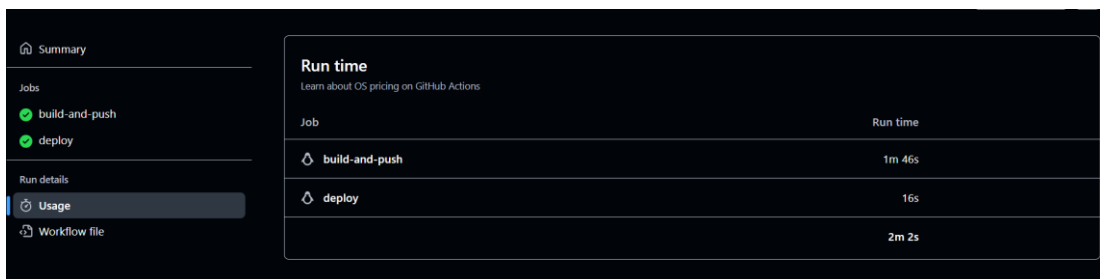 Summary
Jobs
build-and-push
deploy
Run details
Usage
Workflow file
Run time
Learn about OS pricing on GitHub Actions
Job Run time
build-and-push 1m 46s
deploy 16s
2m 2s